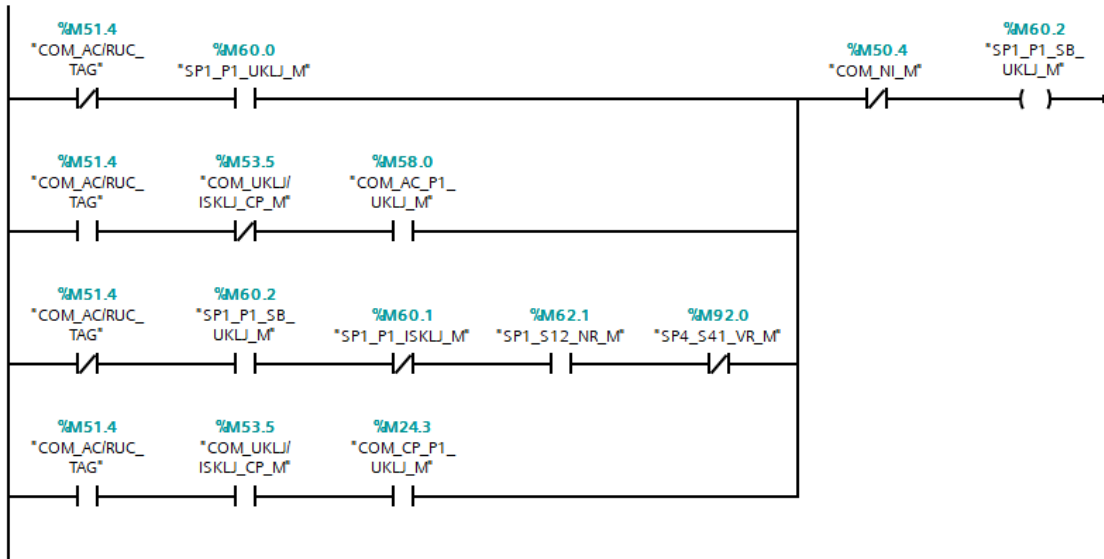 %M51.4
"COM_AC/RUC_
TAG"
%M60.0
"SP1_P1_UKLJ_M"
%M50.4
"COM_NI_M"
%M60.2
"SP1_P1_SB_
UKLJ_M"
%M51.4
"COM_AC/RUC_
TAG"
%M53.5
"COM_UKLJ/
ISKLJ_CP_M"
%M58.0
"COM_AC_P1_
UKLJ_M"
%M51.4
"COM_AC/RUC_
TAG"
%M60.2
"SP1_P1_SB_
UKLJ_M"
%M60.1
"SP1_P1_ISKLJ_M"
%M62.1
"SP1_S12_NR_M"
%M92.0
"SP4_S41_VR_M"
%M51.4
"COM_AC/RUC_
TAG"
%M53.5
"COM_UKLJ/
ISKLJ_CP_M"
%M24.3
"COM_CP_P1_
UKLJ_M"